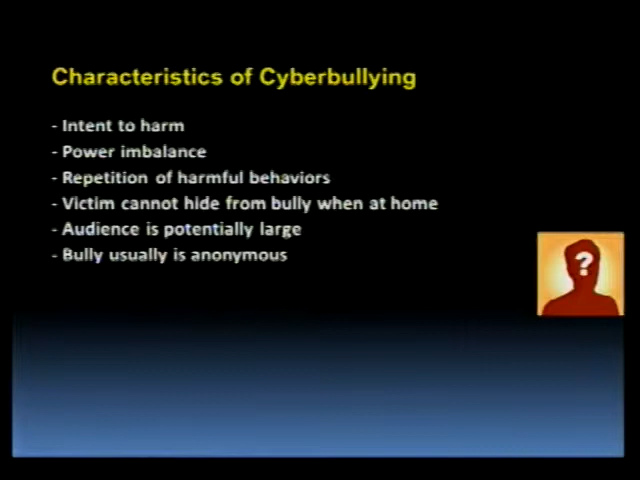 Characteristics of Cyberbullying
- Intent to harm
- Power imbalance
- Repetition of harmful behaviors
- Victim cannot hide from bully when at home
- Audience is potentially large
- Bully usually is anonymous
?